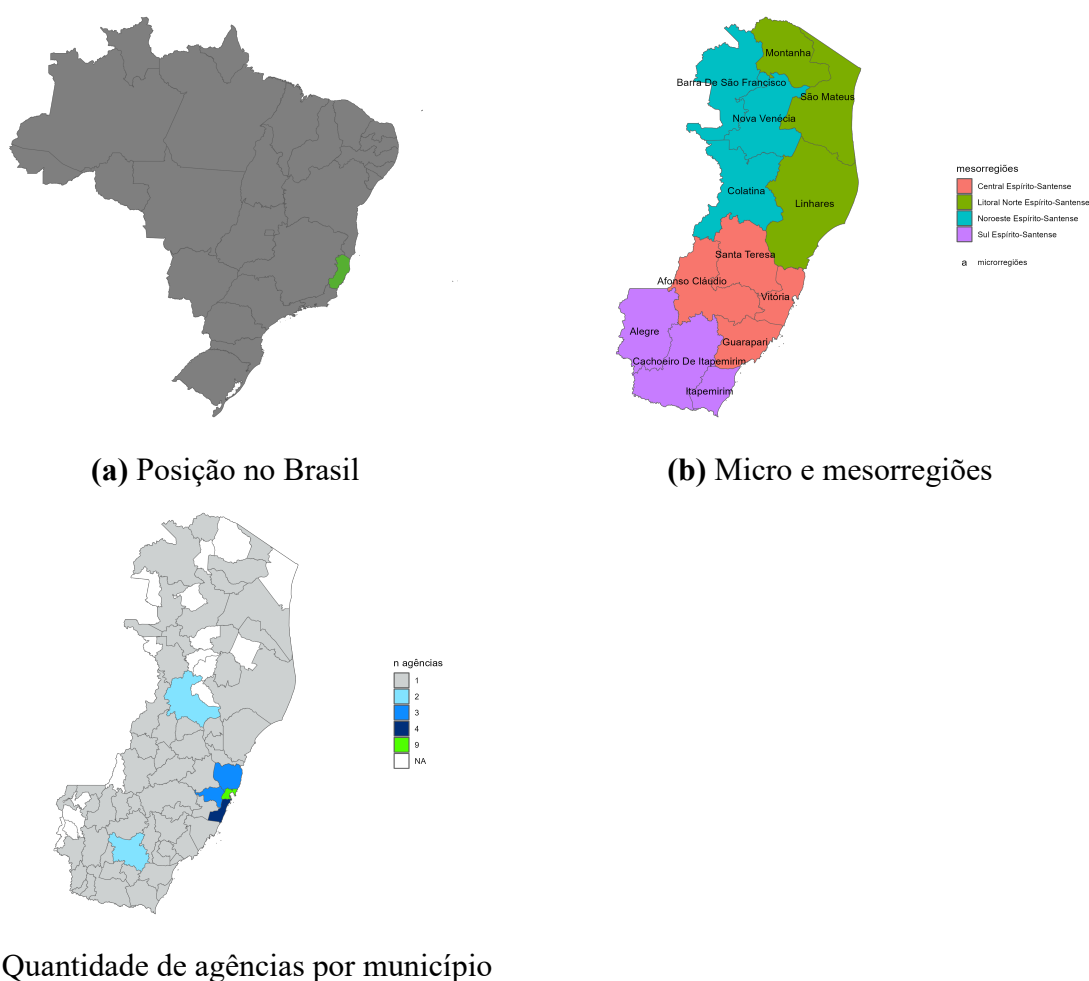 Montanha
Barra De São Francisco
São Mateus
Nova Venécia
Colatina
Linhares
Santa Teresa
Afonso Cláudio
Vitória
Alegre
Guarapari
Cachoeiro De Itapemirim
Itapemirim
mesorregiões
Central Espírito-Santense
Litoral Norte Espírito-Santense
Noroeste Espírito-Santense
Sul Espírito-Santense
a microrregiões
(a) Posição no Brasil
(b) Micro e mesorregiões
n agências
1
2
3
4
9
NA
Quantidade de agências por município